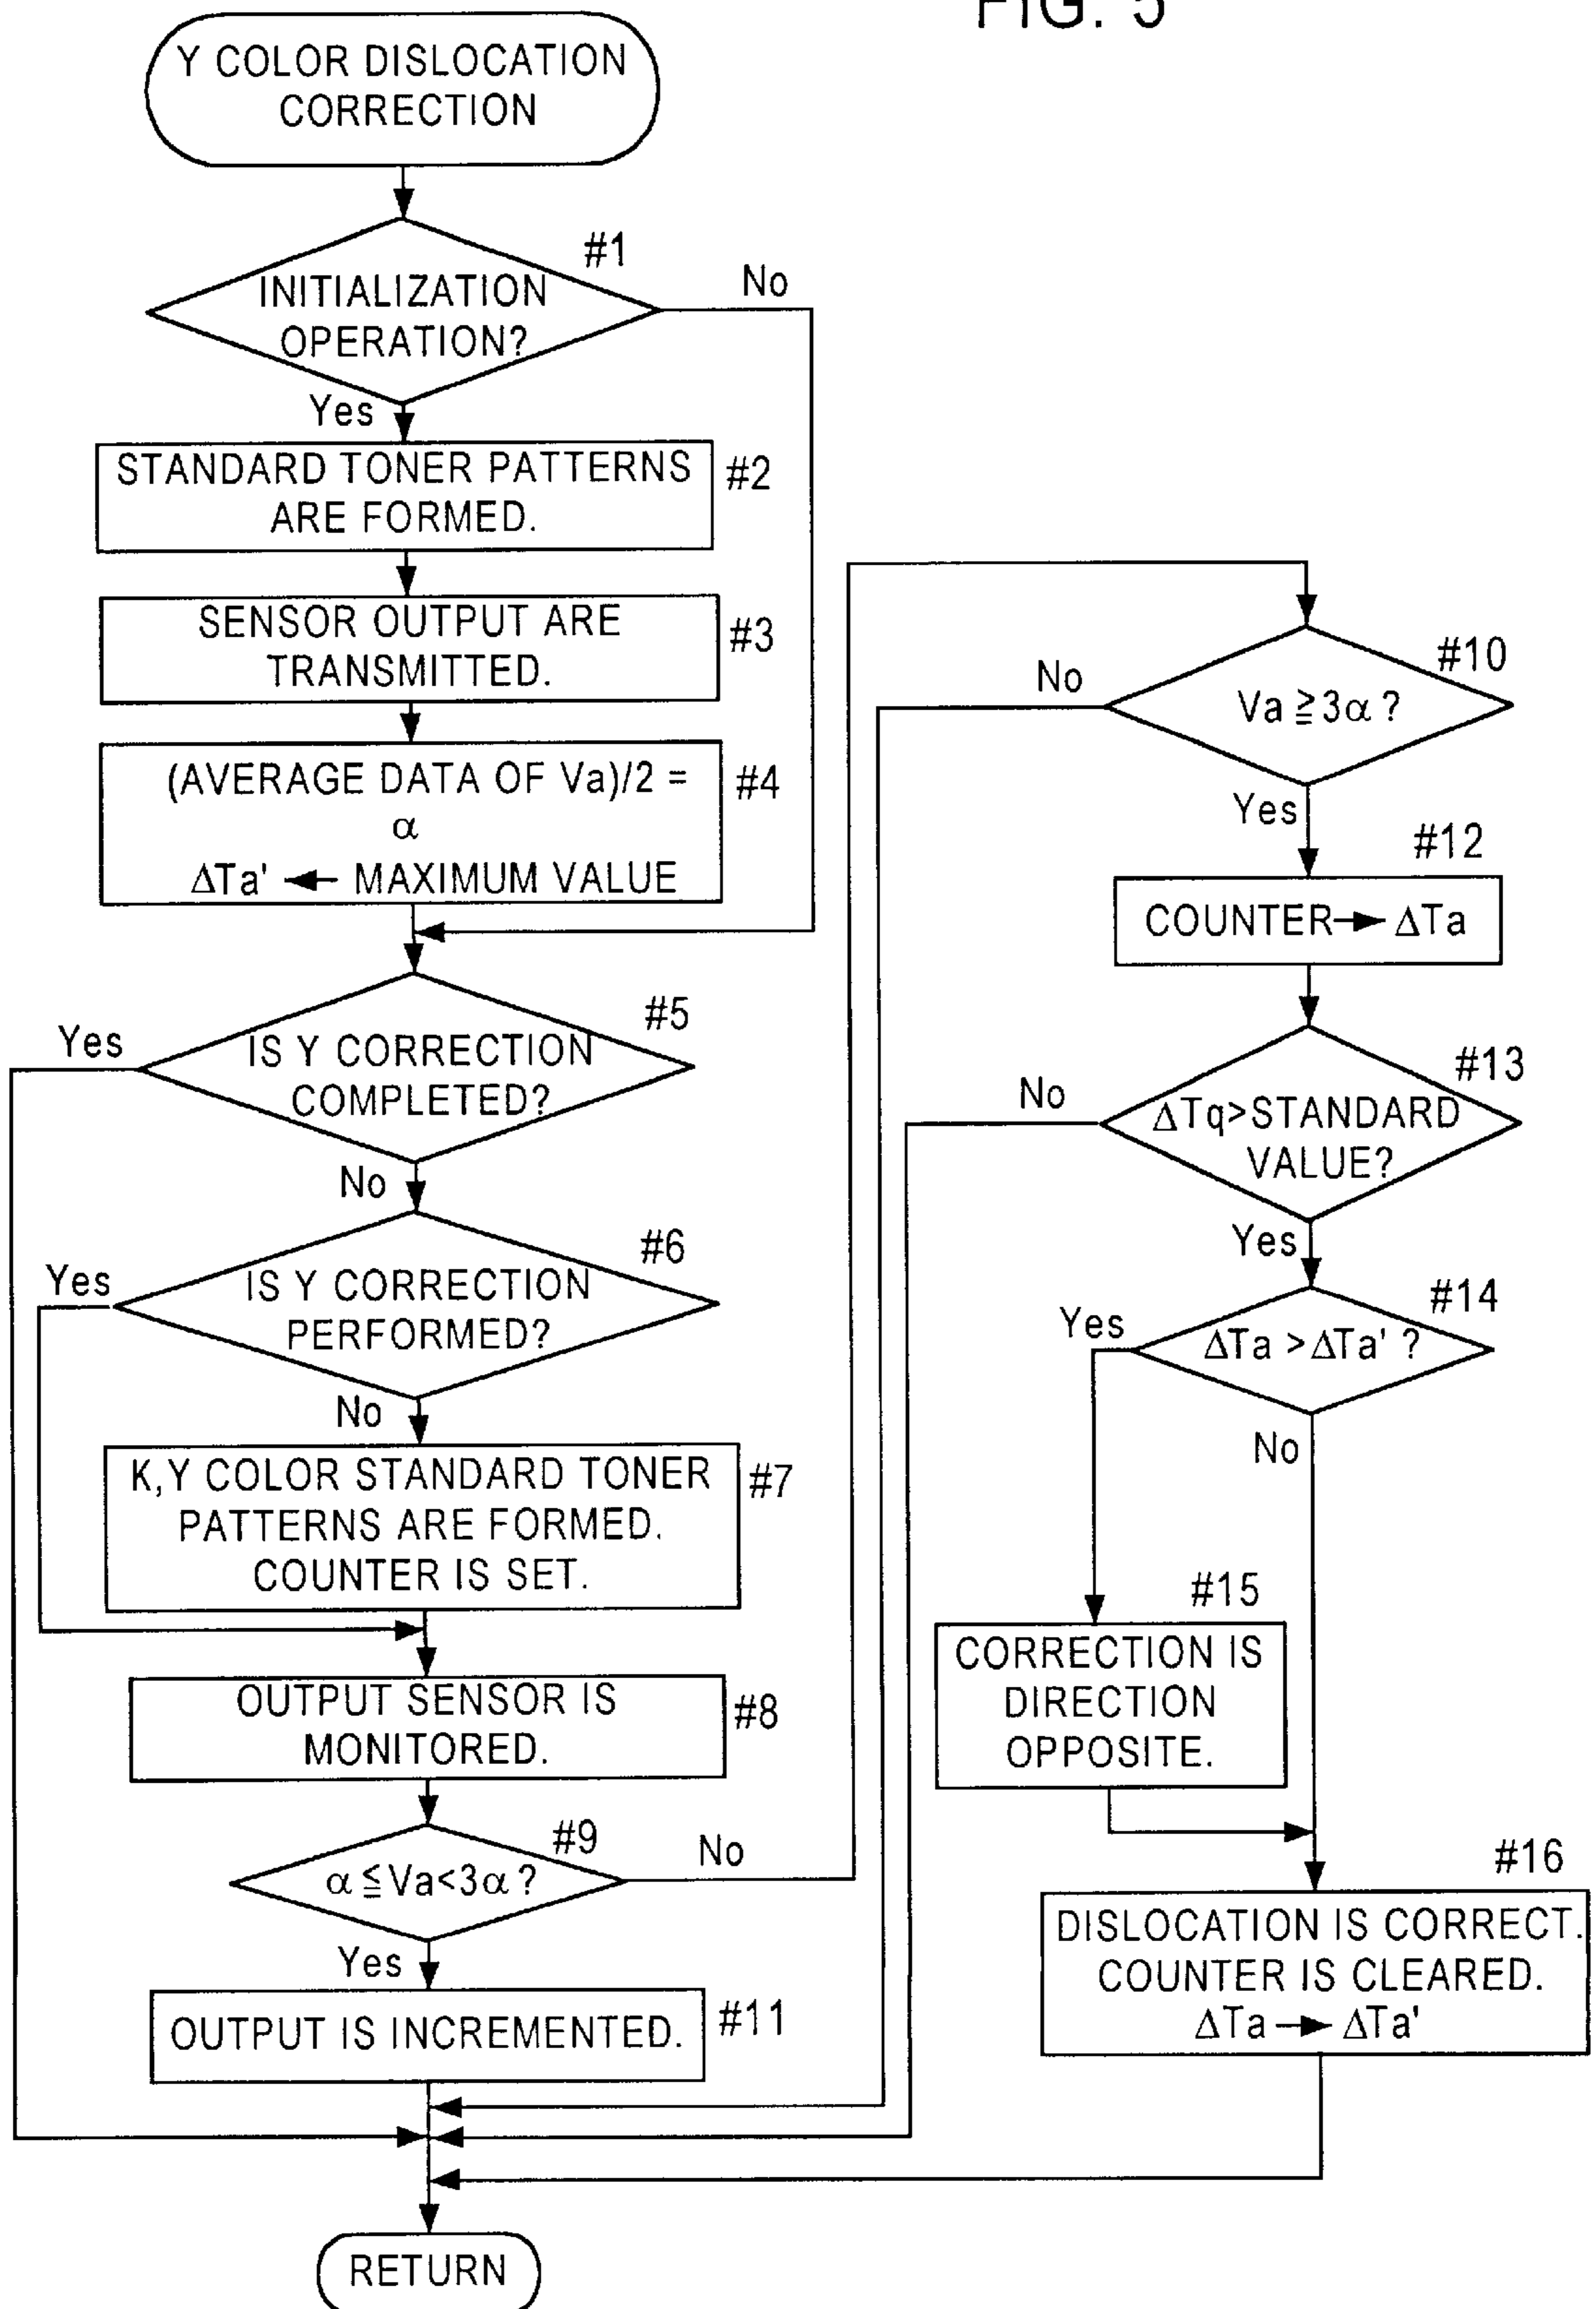 FIG. 5
Y COLOR DISLOCATION
CORRECTION
#1
INITIALIZATION
OPERATION?
No
Yes
STANDARD TONER PATTERNS
ARE FORMED.
#2
SENSOR OUTPUT ARE
TRANSMITTED.
#3
(AVERAGE DATA OF Va)/2 =
α
ΔTa' ← MAXIMUM VALUE
#4
#5
Yes
IS Y CORRECTION
COMPLETED?
No
#6
Yes
IS Y CORRECTION
PERFORMED?
No
K,Y COLOR STANDARD TONER
PATTERNS ARE FORMED.
COUNTER IS SET.
#7
OUTPUT SENSOR IS
MONITORED.
#8
#9
α≦Va<3α?
No
Yes
OUTPUT IS INCREMENTED.
#11
#10
No
Va≧3α?
Yes
#12
COUNTER→ΔTa
#13
No
ΔTq>STANDARD
VALUE?
Yes
#14
Yes
ΔTa >ΔTa' ?
No
#15
CORRECTION IS
DIRECTION
OPPOSITE.
#16
DISLOCATION IS CORRECT.
COUNTER IS CLEARED.
ΔTa→ΔTa'
RETURN